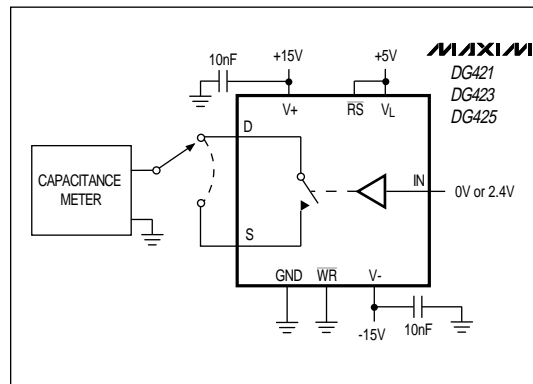 MAXIM
DG421
DG423
DG425
10nF
+15V
+5V
V+
RS
VL
D
CAPACITANCE
METER
IN
0V or 2.4V
S
GND
WR
V-
-15V
10nF